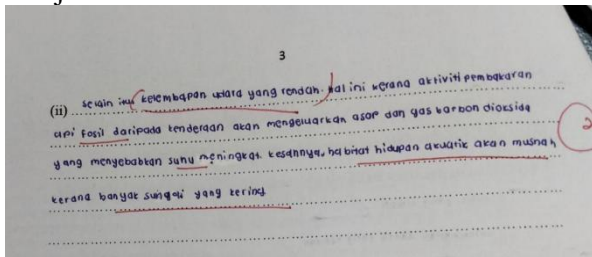 3
(ii) selain itu, kelembapan udara yang rendah. Hal ini kerana aktiviti pembakaran
api fosil daripada kenderaan akan mengeluarkan asap dan gas karbon dioksida
yang menyebabkan suhu meningkat. kesannya, habitat hidupan akuatik akan musnah
kerana banyak sungai yang kering
2